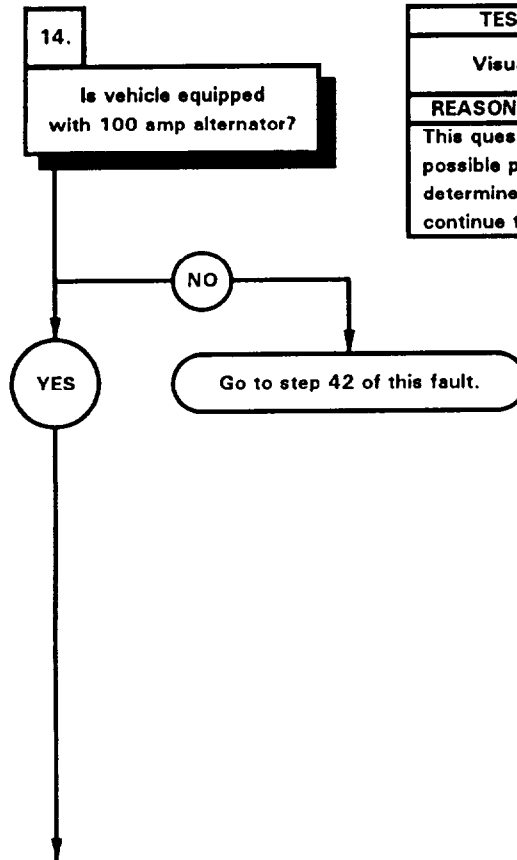 14.
Is vehicle equipped
with 100 amp alternator?
NO
YES
Go to step 42 of this fault.
TES
Visua
REASON
This ques
possible p
determine
continue t